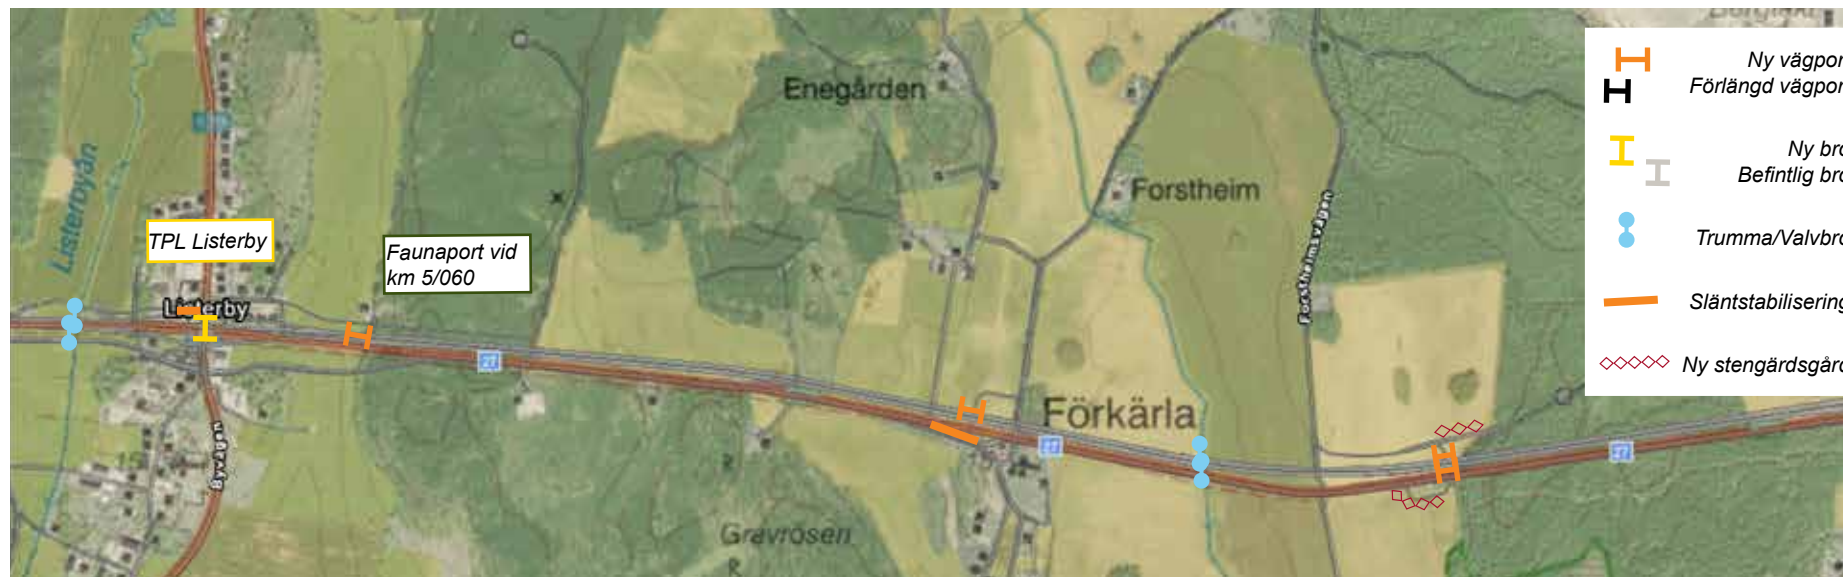 Ny vägpor
Förlängd vägpor
Enegården
Ny bro
Befintlig bro
Listerbyån
Forstheim
Forstheimsvägen
TPL Listerby
Faunaport vid
km 5/060
Trumma/Valvbro
Listerby
Släntstabilisering
27
Ny stengärdsgård
Förkärla
27
27
Byvägen
Gravrösen
R
R